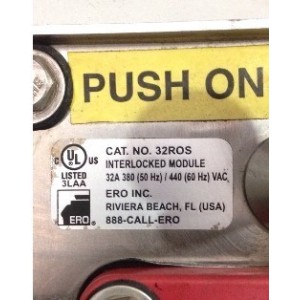 PUSH ON
CAT. NO. 32ROS
INTERLOCKED MODULE
32A 380 (50 Hz) / 440 (60 Hz) VAC
ERO INC.
RIVIERA BEACH, FL (USA)
888-CALL-ERO
C UL US
LISTED
3LAA
ERO